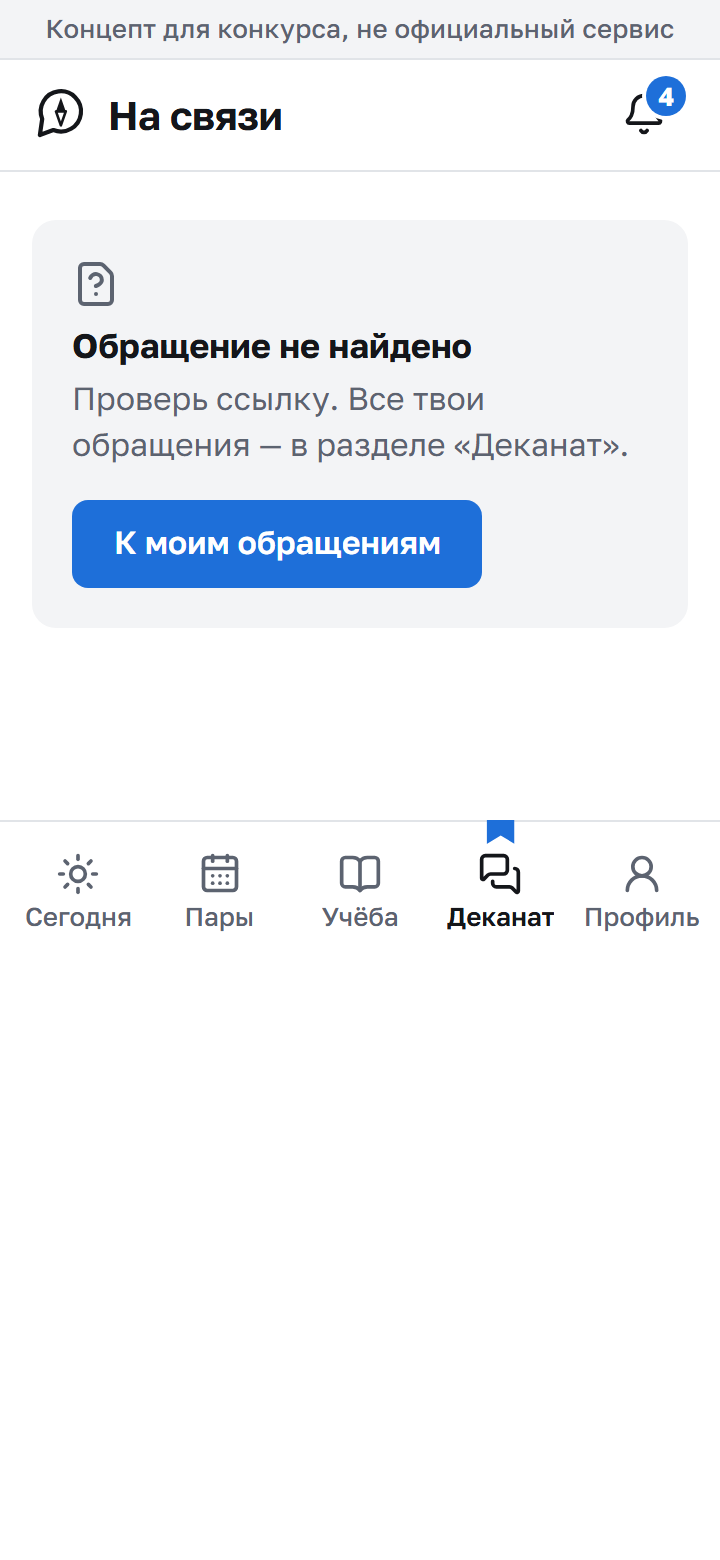 Концепт для конкурса, не официальный сервис
На связи
4
Обращение не найдено
Проверь ссылку. Все твои
обращения — в разделе «Деканат».
К моим обращениям
Сегодня
Пары
Учёба
Деканат
Профиль